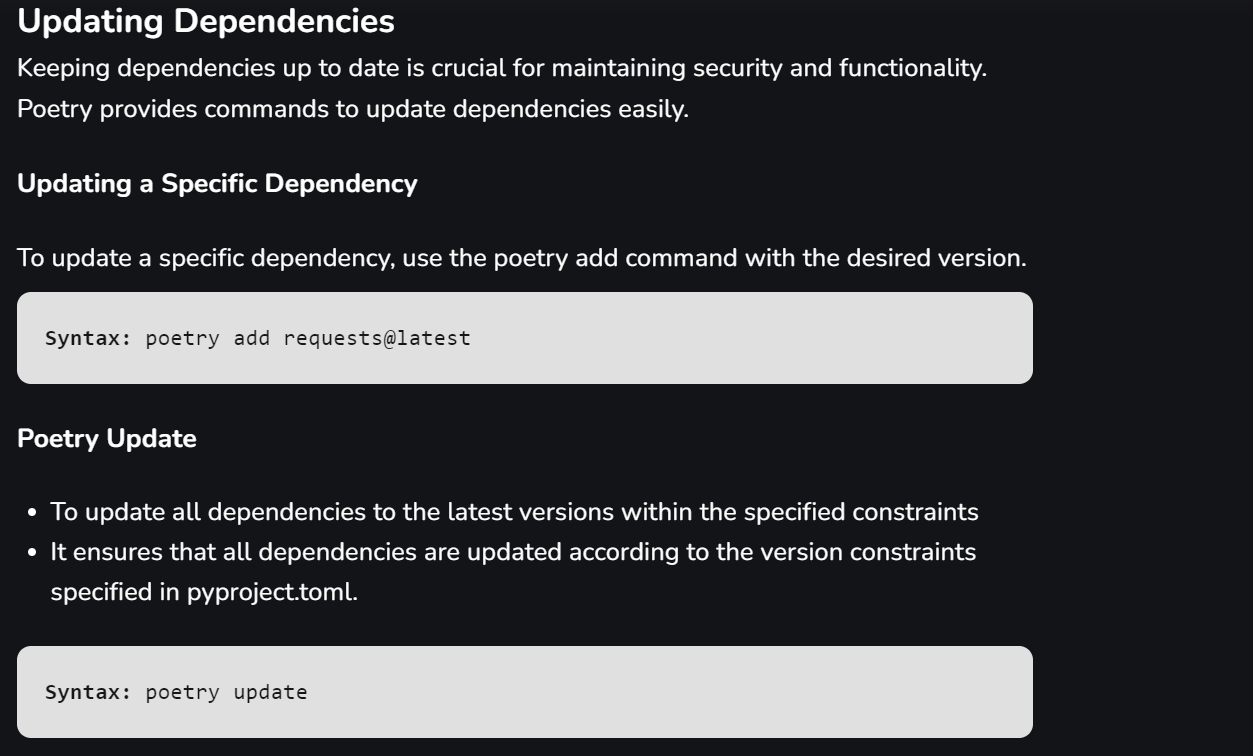 Updating Dependencies
Keeping dependencies up to date is crucial for maintaining security and functionality.
Poetry provides commands to update dependencies easily.
Updating a Specific Dependency
To update a specific dependency, use the poetry add command with the desired version.
Syntax: poetry add requests@latest
Poetry Update
• To update all dependencies to the latest versions within the specified constraints
• It ensures that all dependencies are updated according to the version constraints
specified in pyproject.toml.
Syntax: poetry update